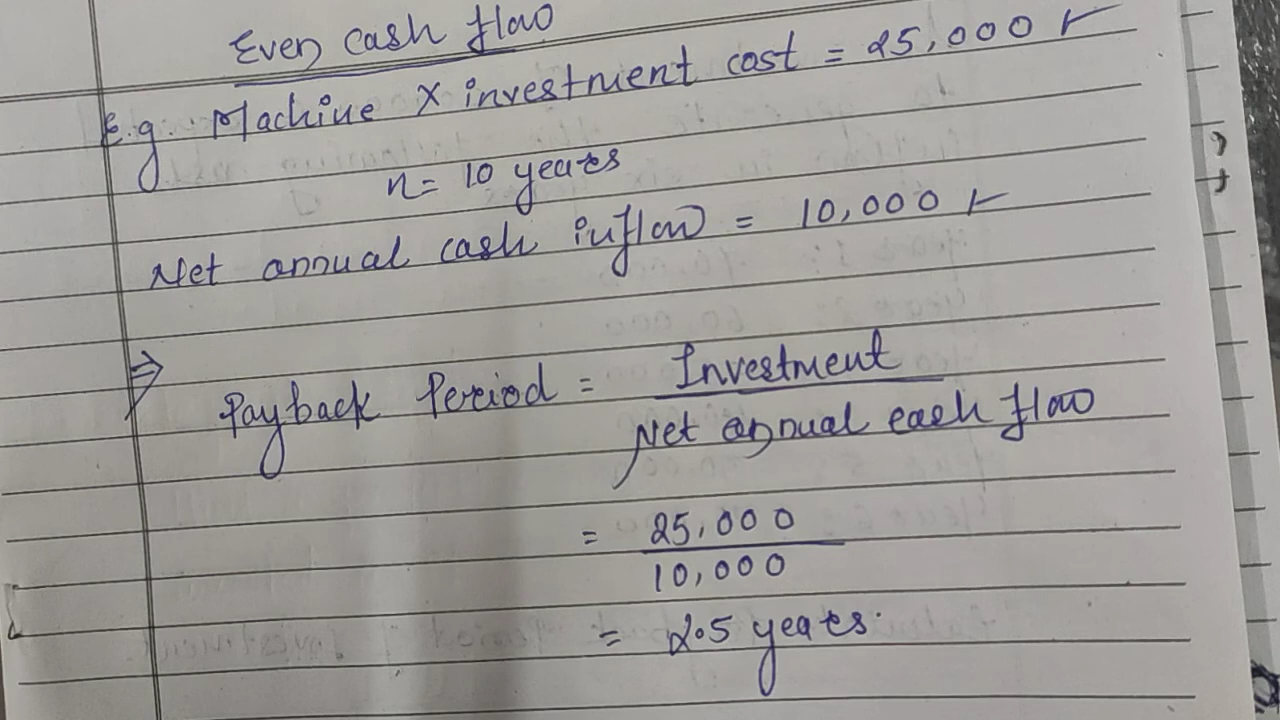 Even cash flow
E.g. Machine X investment cost = 25,000
n = 10 years
Net annual cash inflow = 10,000
⇒ Payback Period = Investment
Net annual cash flow
= 25,000
10,000
= 2.5 years.